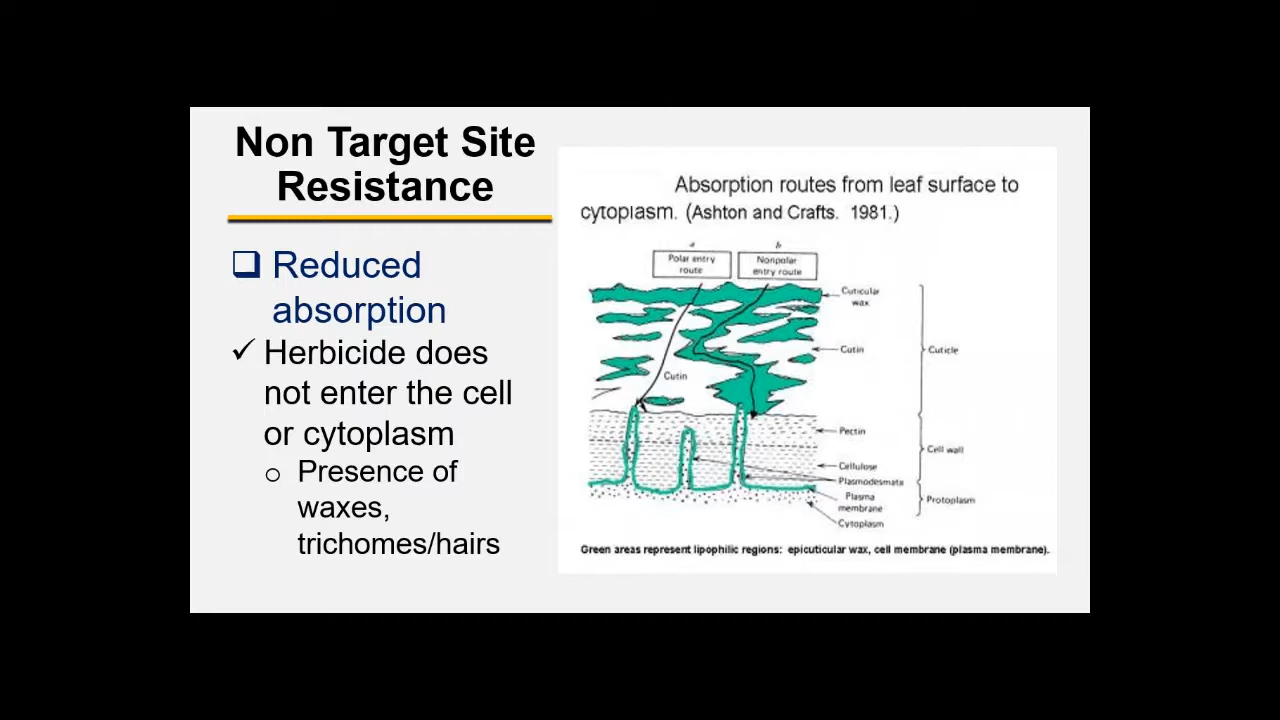 Non Target Site
Resistance
❑ Reduced
absorption
✓ Herbicide does
not enter the cell
or cytoplasm
o Presence of
waxes,
trichomes/hairs
Absorption routes from leaf surface to
cytoplasm. (Ashton and Crafts. 1981.)
a
b
Polar entry
route
Nonpolar
entry route
Cuticular
wax
Cutin
Cuticle
Cutin
Pectin
Cell wall
Cellulose
Plasmodesmata
Plasma
membrane
Protoplasm
Cytoplasm
Green areas represent lipophilic regions: epicuticular wax, cell membrane (plasma membrane).